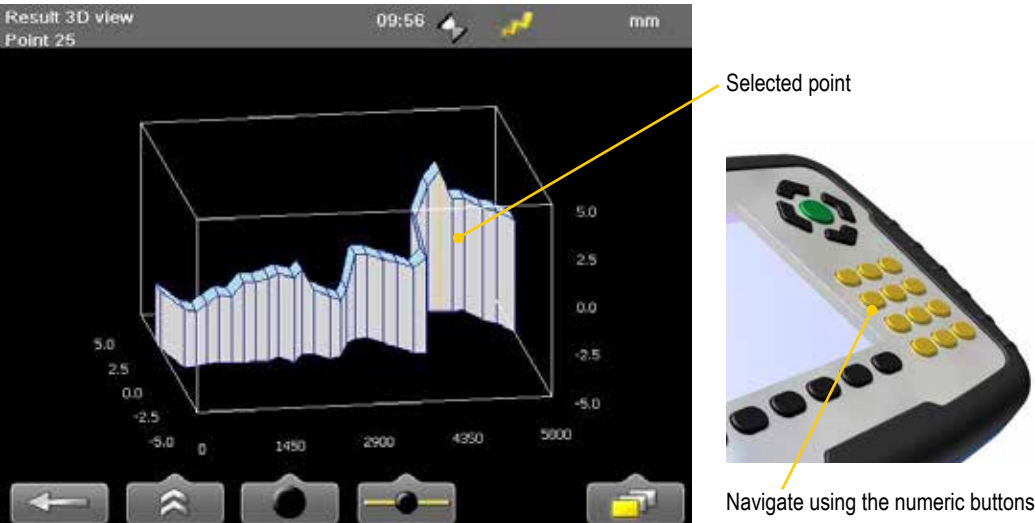 Result 3D view 09:56 mm
Point 25
Selected point
5.0
2.5
0.0
-2.5
-5.0
5.0
2.5
0.0
-2.5
-5.0
0 1450 2900 4350 5800
Navigate using the numeric buttons